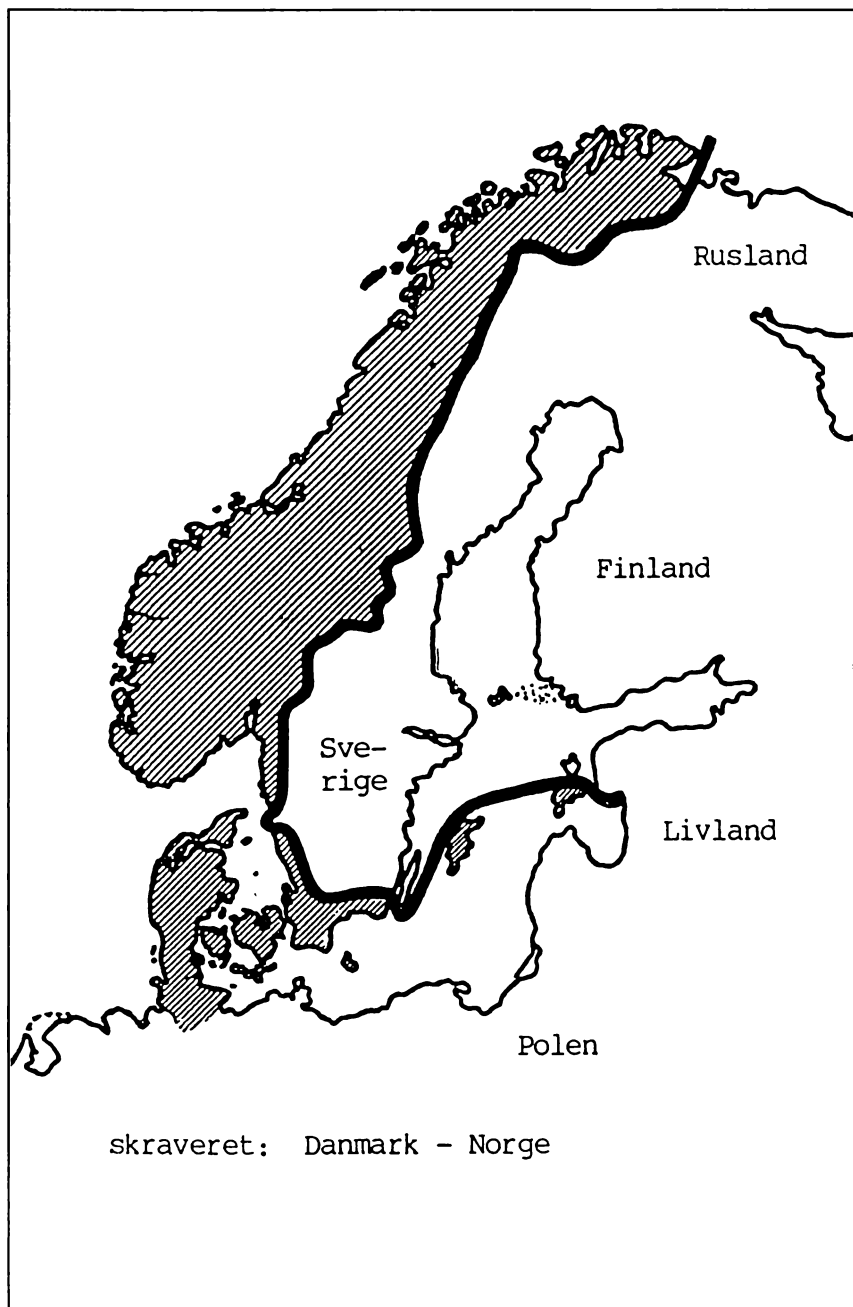 Rusland
Finland
Sve-
rige
Livland
Polen
skraveret: Danmark - Norge